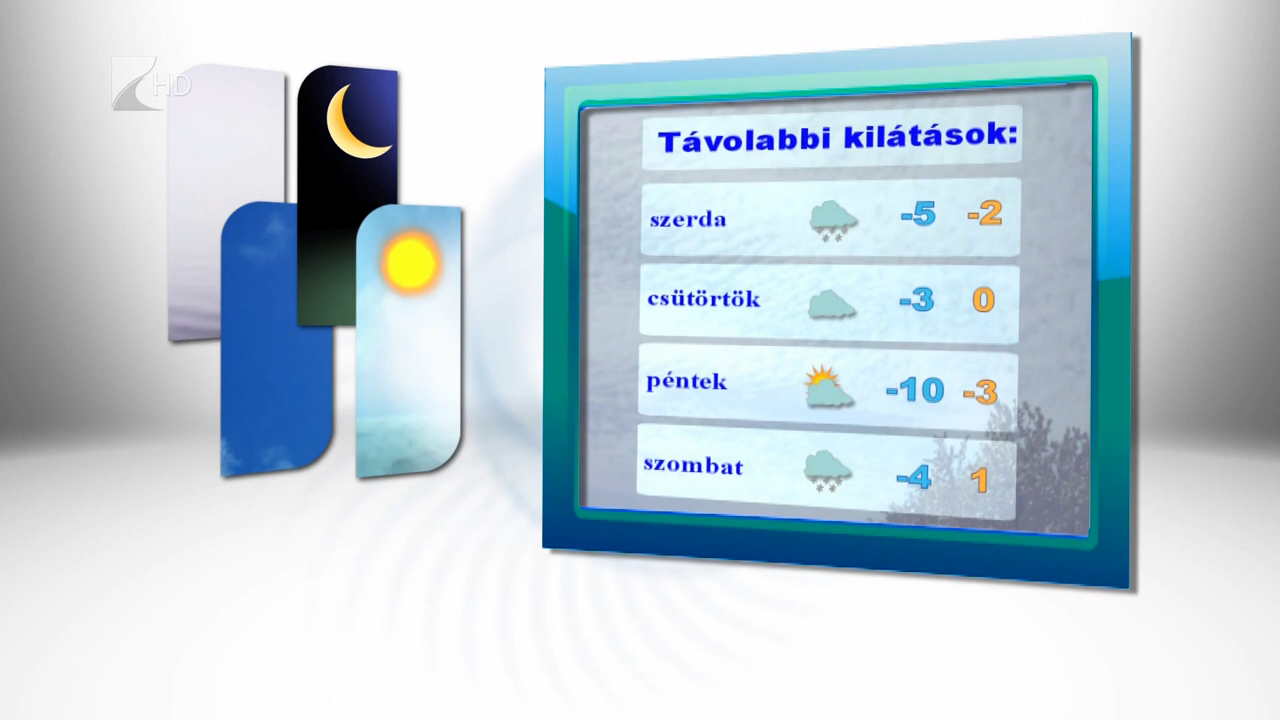 HD
Távolabbi kilátások:
szerda -5 -2
csütörtök -3 0
péntek -10 -3
szombat -4 1